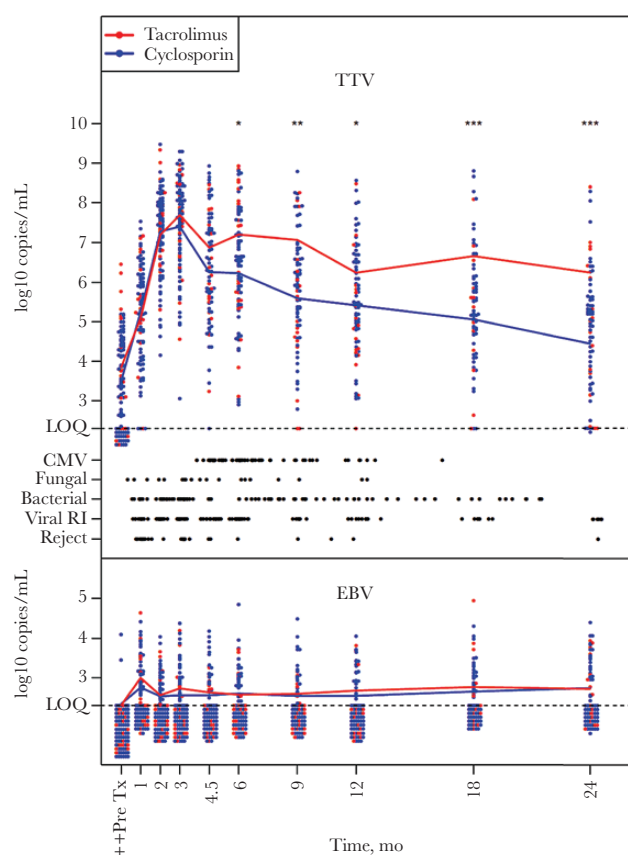 Tacrolimus
Cyclosporin
TTV
* ** * *** ***
log10 copies/mL
10
9
8
7
6
5
4
3
LOQ
CMV
Fungal
Bacterial
Viral RI
Reject
EBV
log10 copies/mL
5
4
3
LOQ
++Pre Tx 1 2 3 4.5 6 9 12 18 24
Time, mo